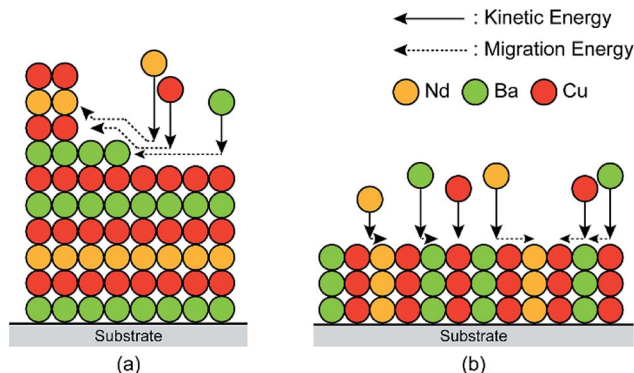 : Kinetic Energy
: Migration Energy
Nd Ba Cu
Substrate
(a)
Substrate
(b)